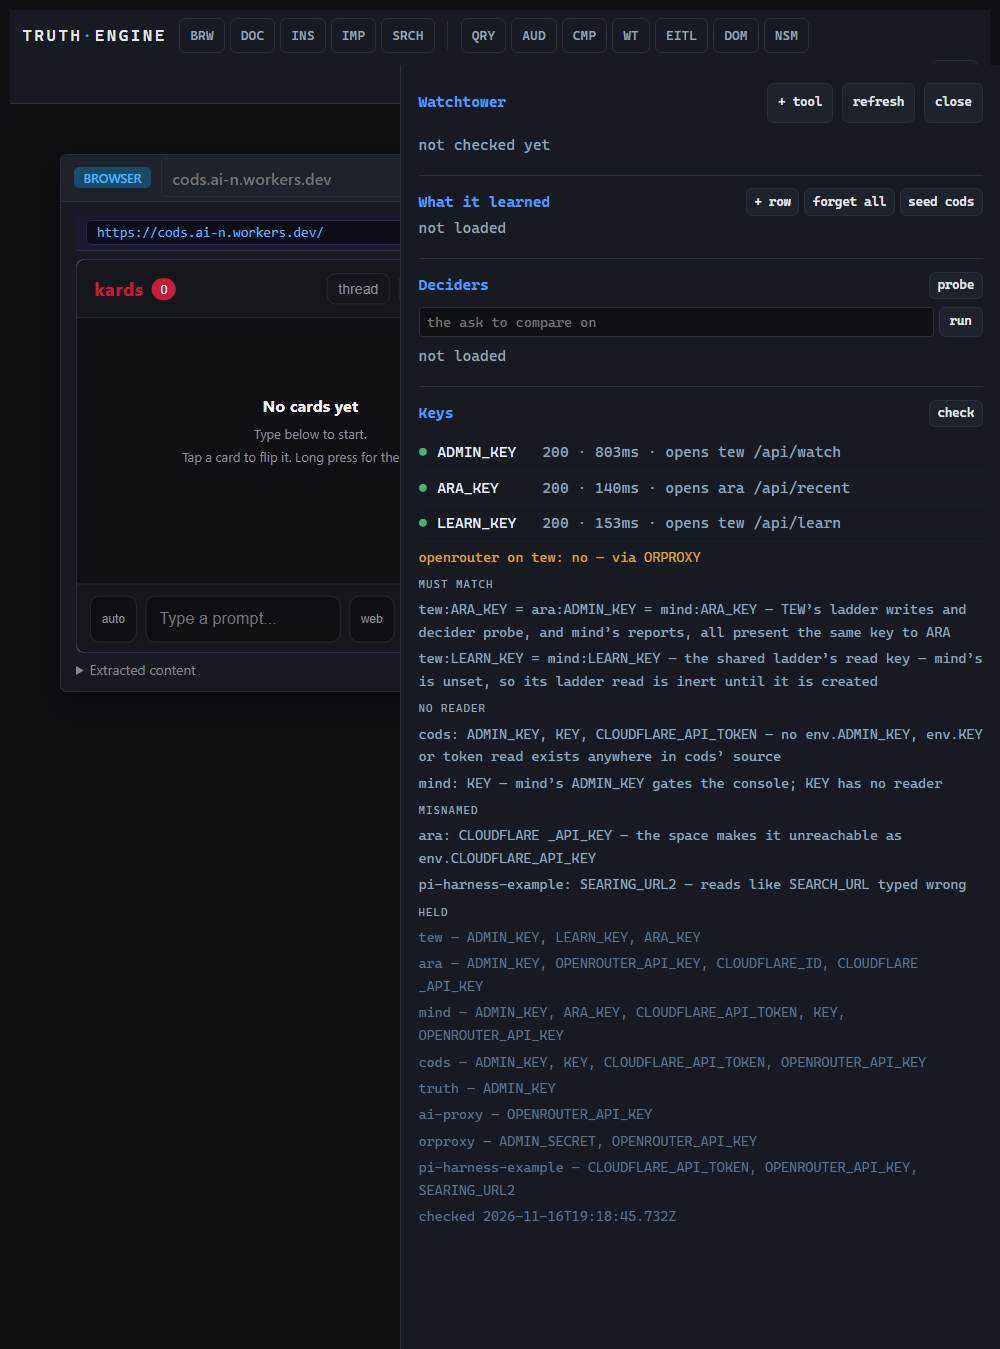 TRUTH·ENGINE BRW DOC INS IMP SRCH QRY AUD CMP WT EITL DOM NSM
BROWSER cods.ai-n.workers.dev
https://cods.ai-n.workers.dev/
kards 0 thread
No cards yet
Type below to start.
Tap a card to flip it. Long press for the
auto Type a prompt... web
▶ Extracted content
Watchtower + tool refresh close
not checked yet
What it learned + row forget all seed cods
not loaded
Deciders probe
the ask to compare on run
not loaded
Keys check
ADMIN_KEY 200 · 803ms · opens tew /api/watch
ARA_KEY 200 · 140ms · opens ara /api/recent
LEARN_KEY 200 · 153ms · opens tew /api/learn
openrouter on tew: no — via ORPROXY
MUST MATCH
tew:ARA_KEY = ara:ADMIN_KEY = mind:ARA_KEY — TEW’s ladder writes and
decider probe, and mind’s reports, all present the same key to ARA
tew:LEARN_KEY = mind:LEARN_KEY — the shared ladder’s read key — mind’s
is unset, so its ladder read is inert until it is created
NO READER
cods: ADMIN_KEY, KEY, CLOUDFLARE_API_TOKEN — no env.ADMIN_KEY, env.KEY
or token read exists anywhere in cods’ source
mind: KEY — mind’s ADMIN_KEY gates the console; KEY has no reader
MISNAMED
ara: CLOUDFLARE _API_KEY — the space makes it unreachable as
env.CLOUDFLARE_API_KEY
pi-harness-example: SEARING_URL2 — reads like SEARCH_URL typed wrong
HELD
tew — ADMIN_KEY, LEARN_KEY, ARA_KEY
ara — ADMIN_KEY, OPENROUTER_API_KEY, CLOUDFLARE_ID, CLOUDFLARE
_API_KEY
mind — ADMIN_KEY, ARA_KEY, CLOUDFLARE_API_TOKEN, KEY,
OPENROUTER_API_KEY
cods — ADMIN_KEY, KEY, CLOUDFLARE_API_TOKEN, OPENROUTER_API_KEY
truth — ADMIN_KEY
ai-proxy — OPENROUTER_API_KEY
orproxy — ADMIN_SECRET, OPENROUTER_API_KEY
pi-harness-example — CLOUDFLARE_API_TOKEN, OPENROUTER_API_KEY,
SEARING_URL2
checked 2026-11-16T19:18:45.732Z